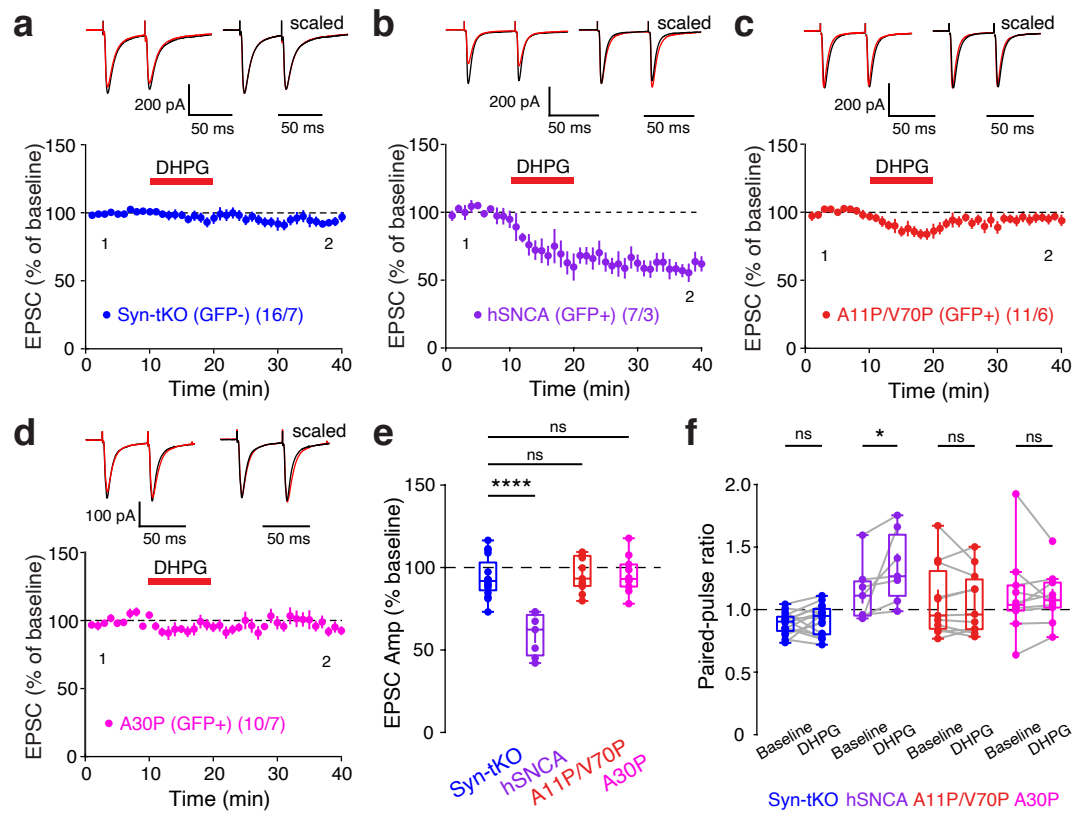 a
scaled
200 pA
50 ms
50 ms
EPSC (% of baseline)
150
100
50
0
DHPG
1
2
Syn-tKO (GFP-) (16/7)
0
10
20
30
40
Time (min)
b
scaled
200 pA
50 ms
50 ms
EPSC (% of baseline)
150
100
50
0
DHPG
1
2
hSNCA (GFP+) (7/3)
0
10
20
30
40
Time (min)
c
scaled
200 pA
50 ms
50 ms
EPSC (% of baseline)
150
100
50
0
DHPG
1
2
A11P/V70P (GFP+) (11/6)
0
10
20
30
40
Time (min)
d
scaled
100 pA
50 ms
50 ms
EPSC (% of baseline)
150
100
50
0
DHPG
1
2
A30P (GFP+) (10/7)
0
10
20
30
40
Time (min)
e
ns
ns
****
EPSC Amp (% baseline)
150
100
50
0
Syn-tKO
hSNCA
A11P/V70P
A30P
f
ns
*
ns
ns
Paired-pulse ratio
2.0
1.5
1.0
0.5
0
Baseline
DHPG
Baseline
DHPG
Baseline
DHPG
Baseline
DHPG
Syn-tKO
hSNCA
A11P/V70P
A30P